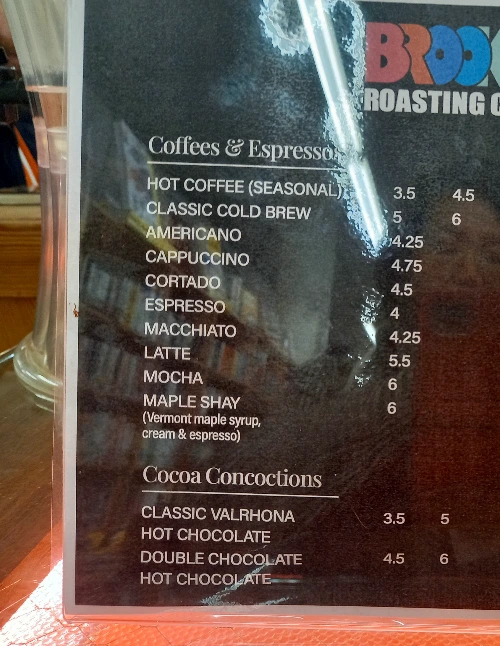 BROO
ROASTING
Coffees & Espresso
HOT COFFEE (SEASONAL) 3.5 4.5
CLASSIC COLD BREW 5 6
AMERICANO 4.25
CAPPUCCINO 4.75
CORTADO 4.5
ESPRESSO 4
MACCHIATO 4.25
LATTE 5.5
MOCHA 6
MAPLE SHAY 6
(Vermont maple syrup,
cream & espresso)
Cocoa Concoctions
CLASSIC VALRHONA 3.5 5
HOT CHOCOLATE
DOUBLE CHOCOLATE 4.5 6
HOT CHOCOLATE